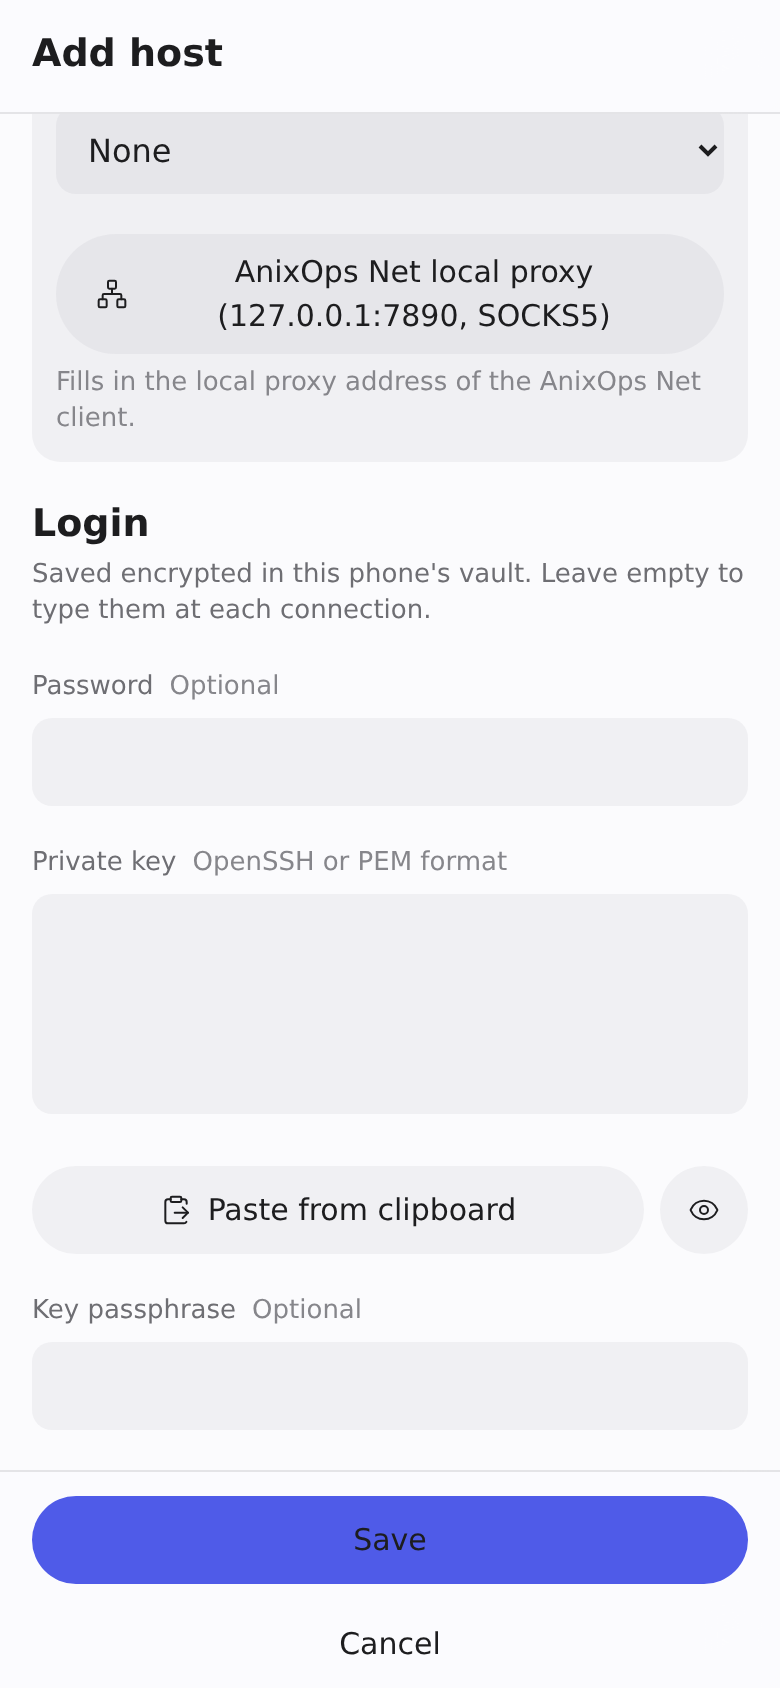 Add host
None
AnixOps Net local proxy
(127.0.0.1:7890, SOCKS5)
Fills in the local proxy address of the AnixOps Net
client.
Login
Saved encrypted in this phone's vault. Leave empty to
type them at each connection.
Password Optional
Private key OpenSSH or PEM format
Paste from clipboard
Key passphrase Optional
Save
Cancel